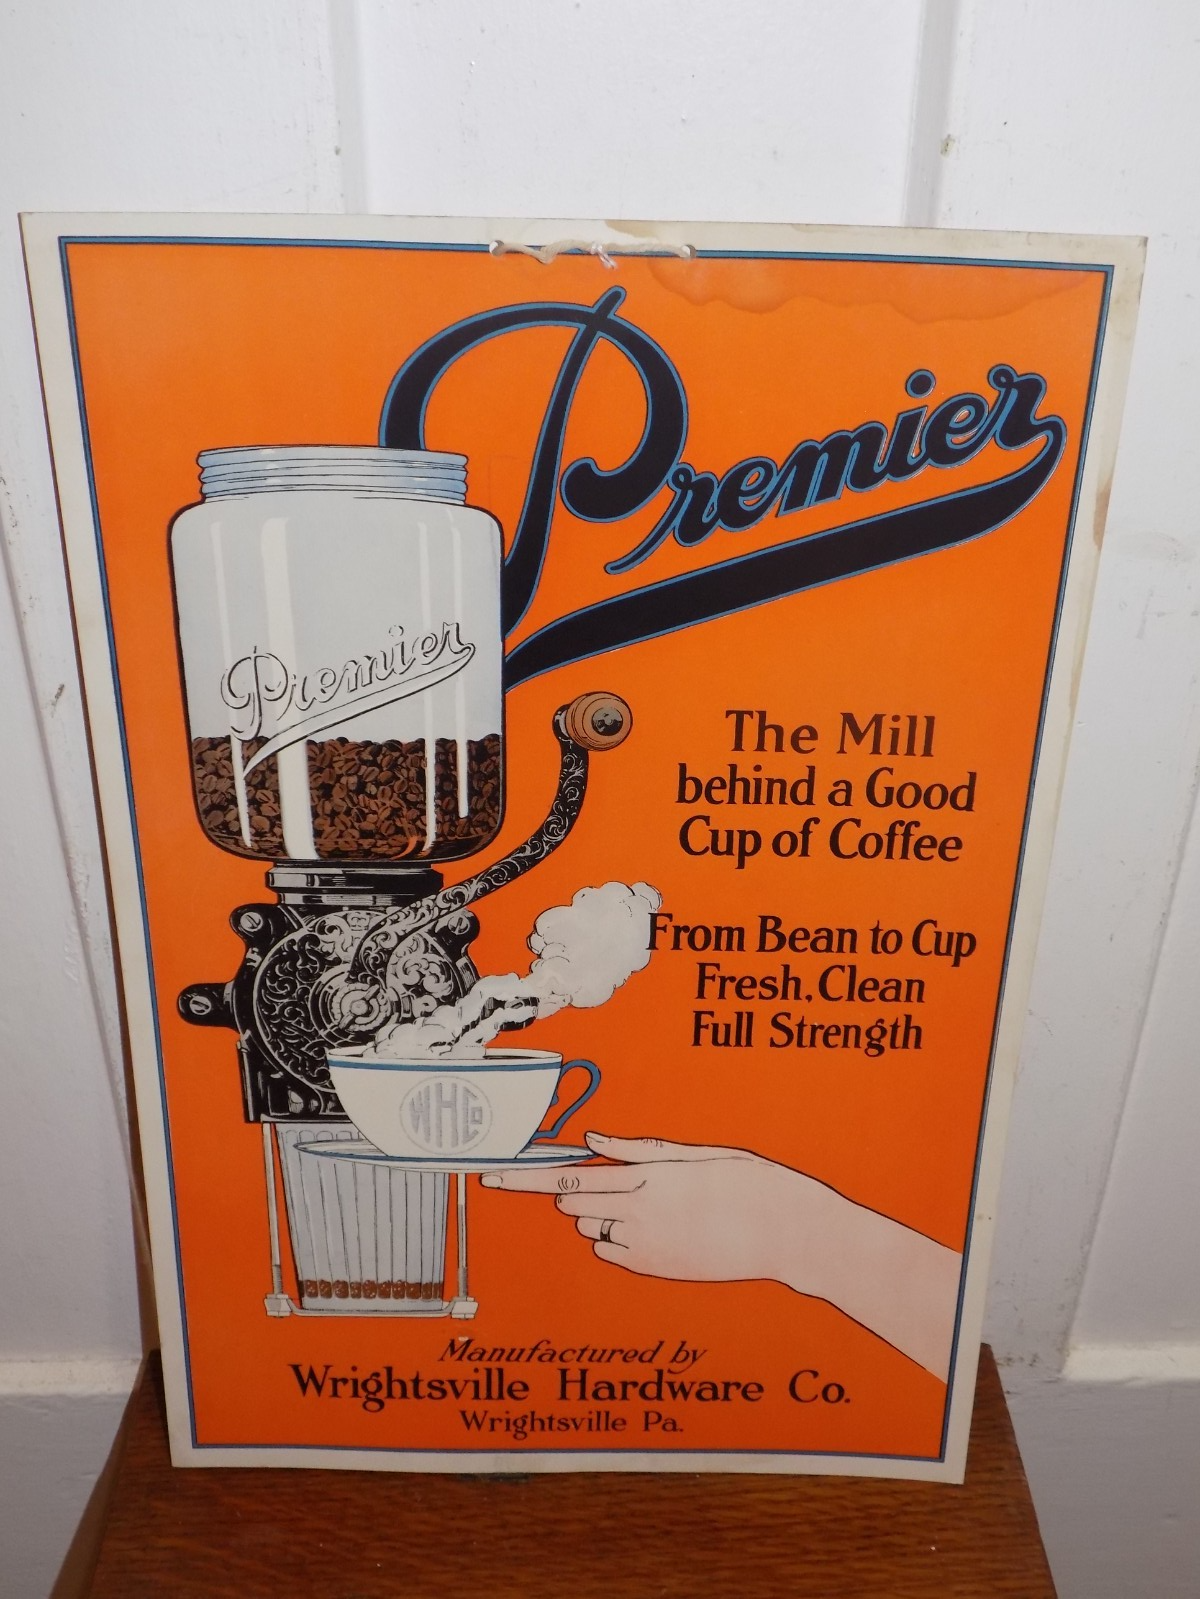 Premier
Premier
The Mill
behind a Good
Cup of Coffee
From Bean to Cup
Fresh, Clean
Full Strength
WHCo
Manufactured by
Wrightsville Hardware Co.
Wrightsville Pa.